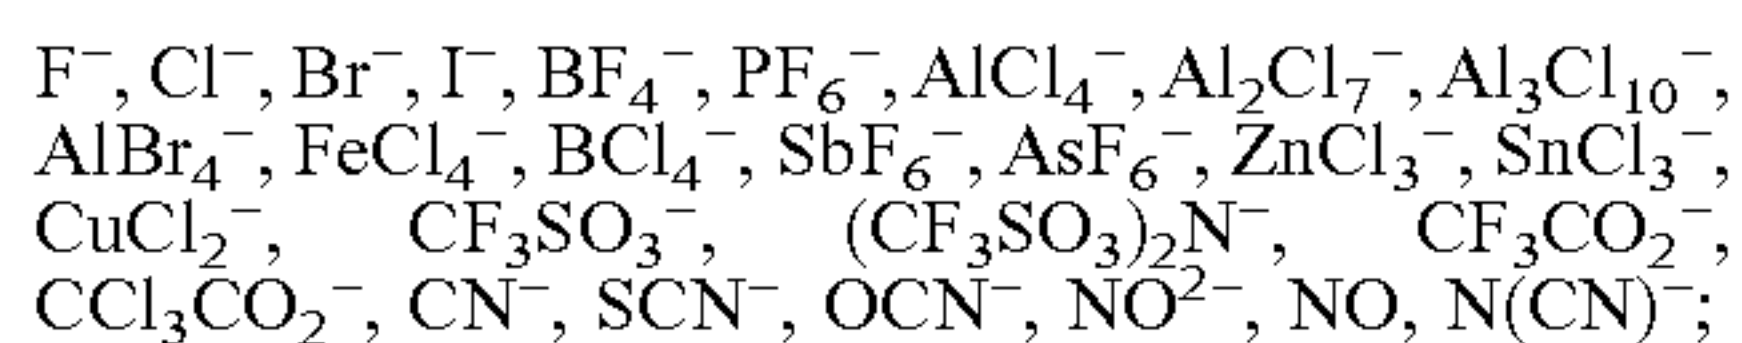 F⁻, Cl⁻, Br⁻, I⁻, BF₄⁻, PF₆⁻, AlCl₄⁻, Al₂Cl₇⁻, Al₃Cl₁₀⁻,
AlBr₄⁻, FeCl₄⁻, BCl₄⁻, SbF₆⁻, AsF₆⁻, ZnCl₃⁻, SnCl₃⁻,
CuCl₂⁻, CF₃SO₃⁻, (CF₃SO₃)₂N⁻, CF₃CO₂⁻,
CCl₃CO₂⁻, CN⁻, SCN⁻, OCN⁻, NO²⁻, NO, N(CN)⁻;